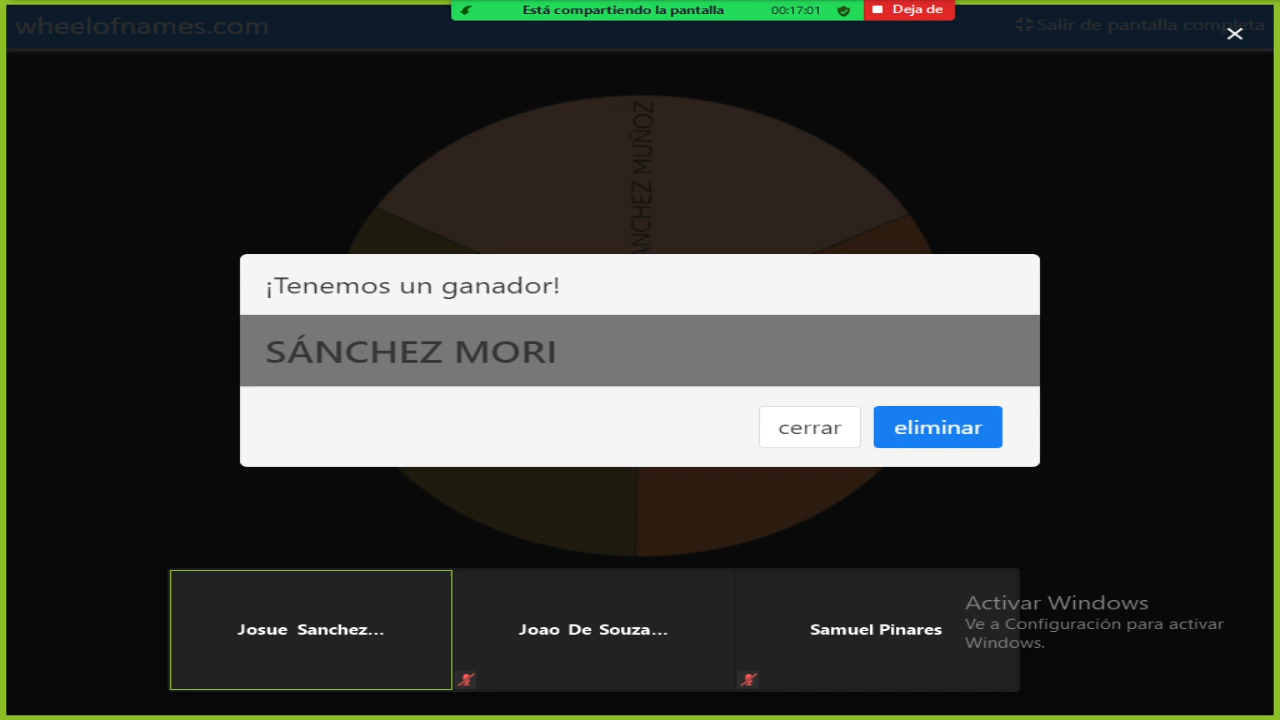 Está compartiendo la pantalla
00:17:01
Deja de
wheelofnames.com
Salir de pantalla completa
¡Tenemos un ganador!
SÁNCHEZ MORI
cerrar
eliminar
MUÑOZ
Josue Sanchez...
Joao De Souza...
Samuel Pinares
Activar Windows
Ve a Configuración para activar
Windows.